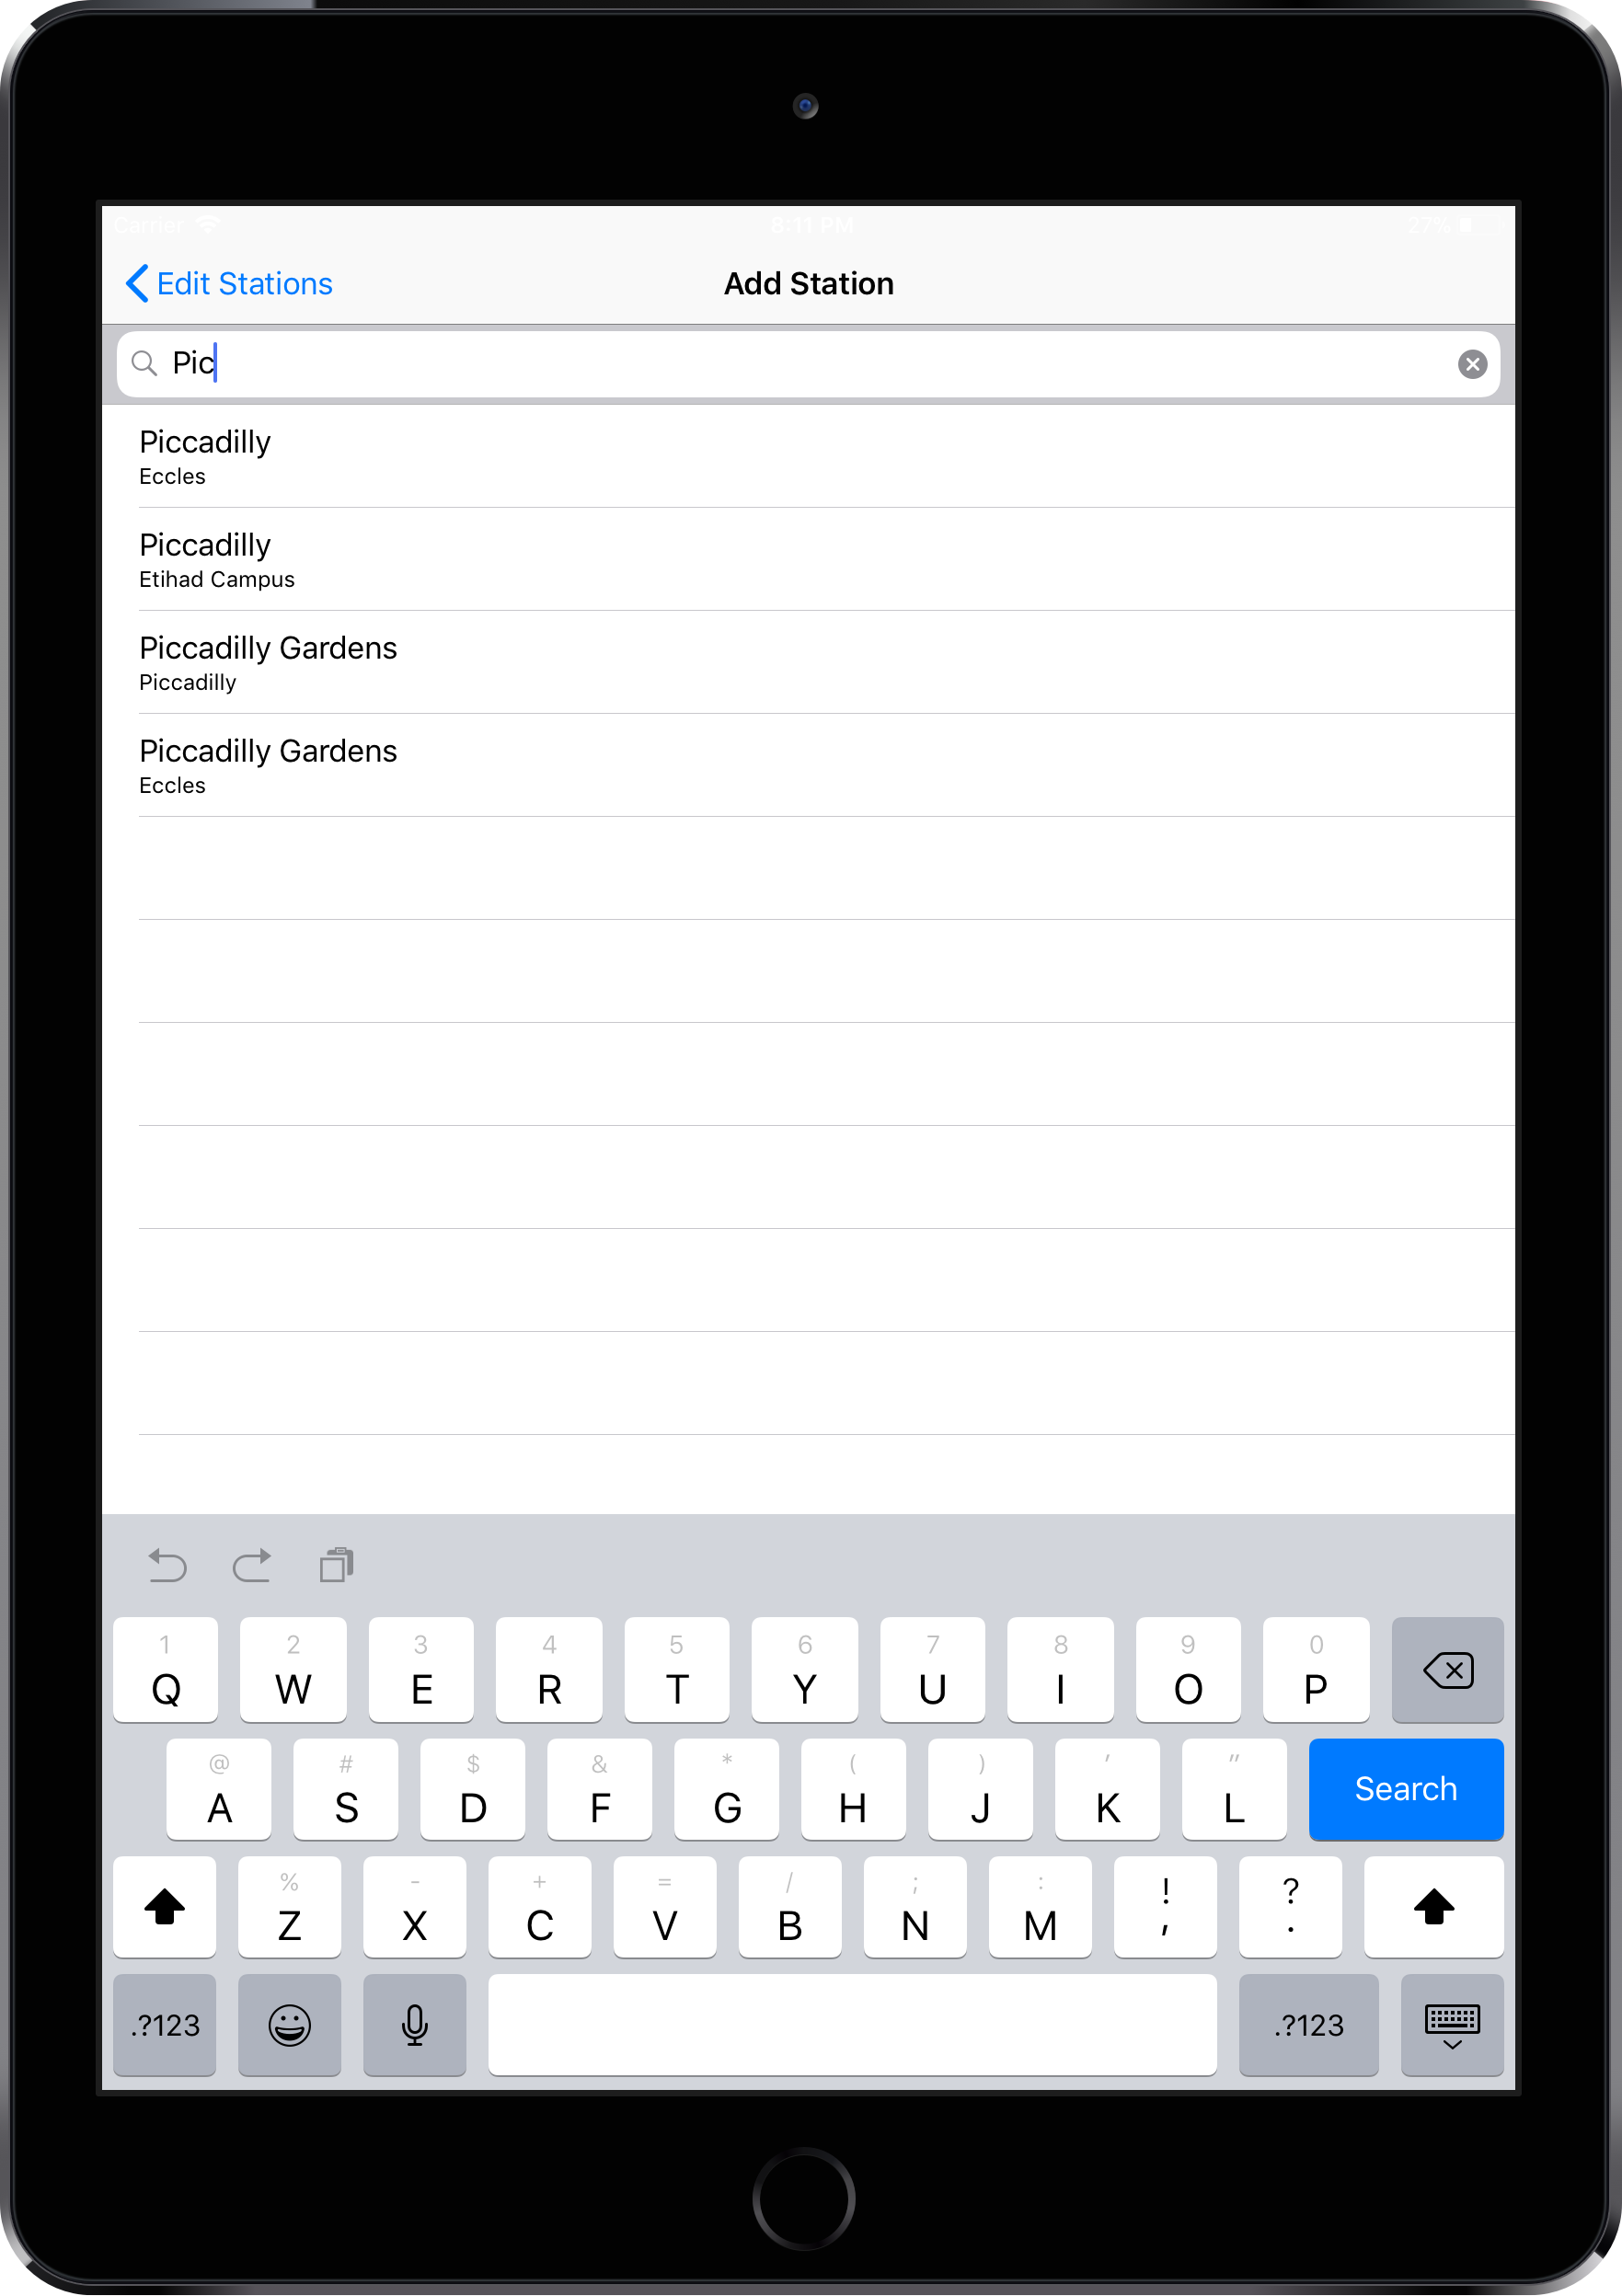 Carrier 8:11 PM 27%
Edit Stations Add Station
Pic
Piccadilly
Eccles
Piccadilly
Etihad Campus
Piccadilly Gardens
Piccadilly
Piccadilly Gardens
Eccles
1 2 3 4 5 6 7 8 9 0
Q W E R T Y U I O P
@ # $ & * ( ) ' "
A S D F G H J K L Search
% - + = / ; : ! ?
Z X C V B N M , .
.?123 .?123